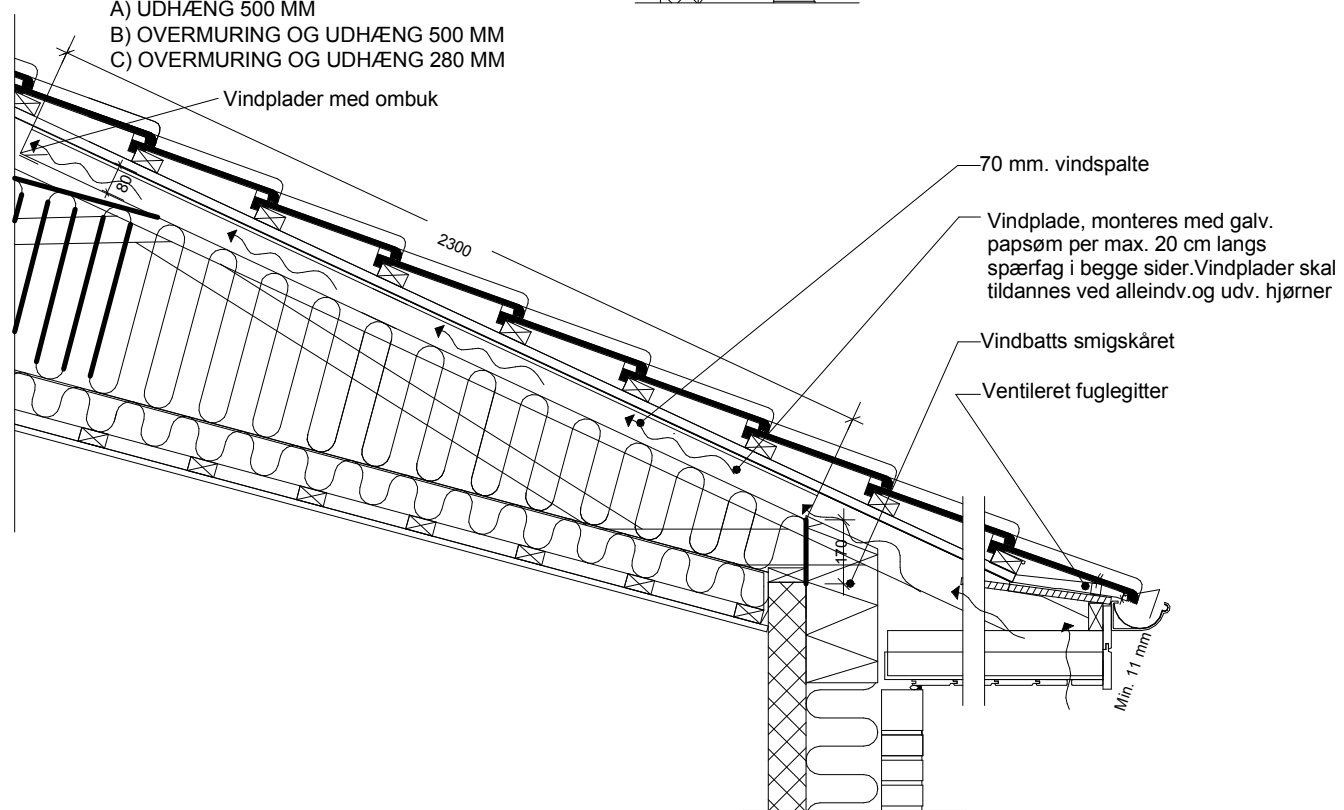 A) UDHÆNG 500 MM
B) OVERMURING OG UDHÆNG 500 MM
C) OVERMURING OG UDHÆNG 280 MM
Vindplader med ombuk
80
2300
70 mm. vindspalte
Vindplade, monteres med galv.
papsøm per max. 20 cm langs
spærfag i begge sider.Vindplader skal
tildannes ved alleindv.og udv. hjørner
Vindbatts smigskåret
Ventileret fuglegitter
170
Min. 11 mm